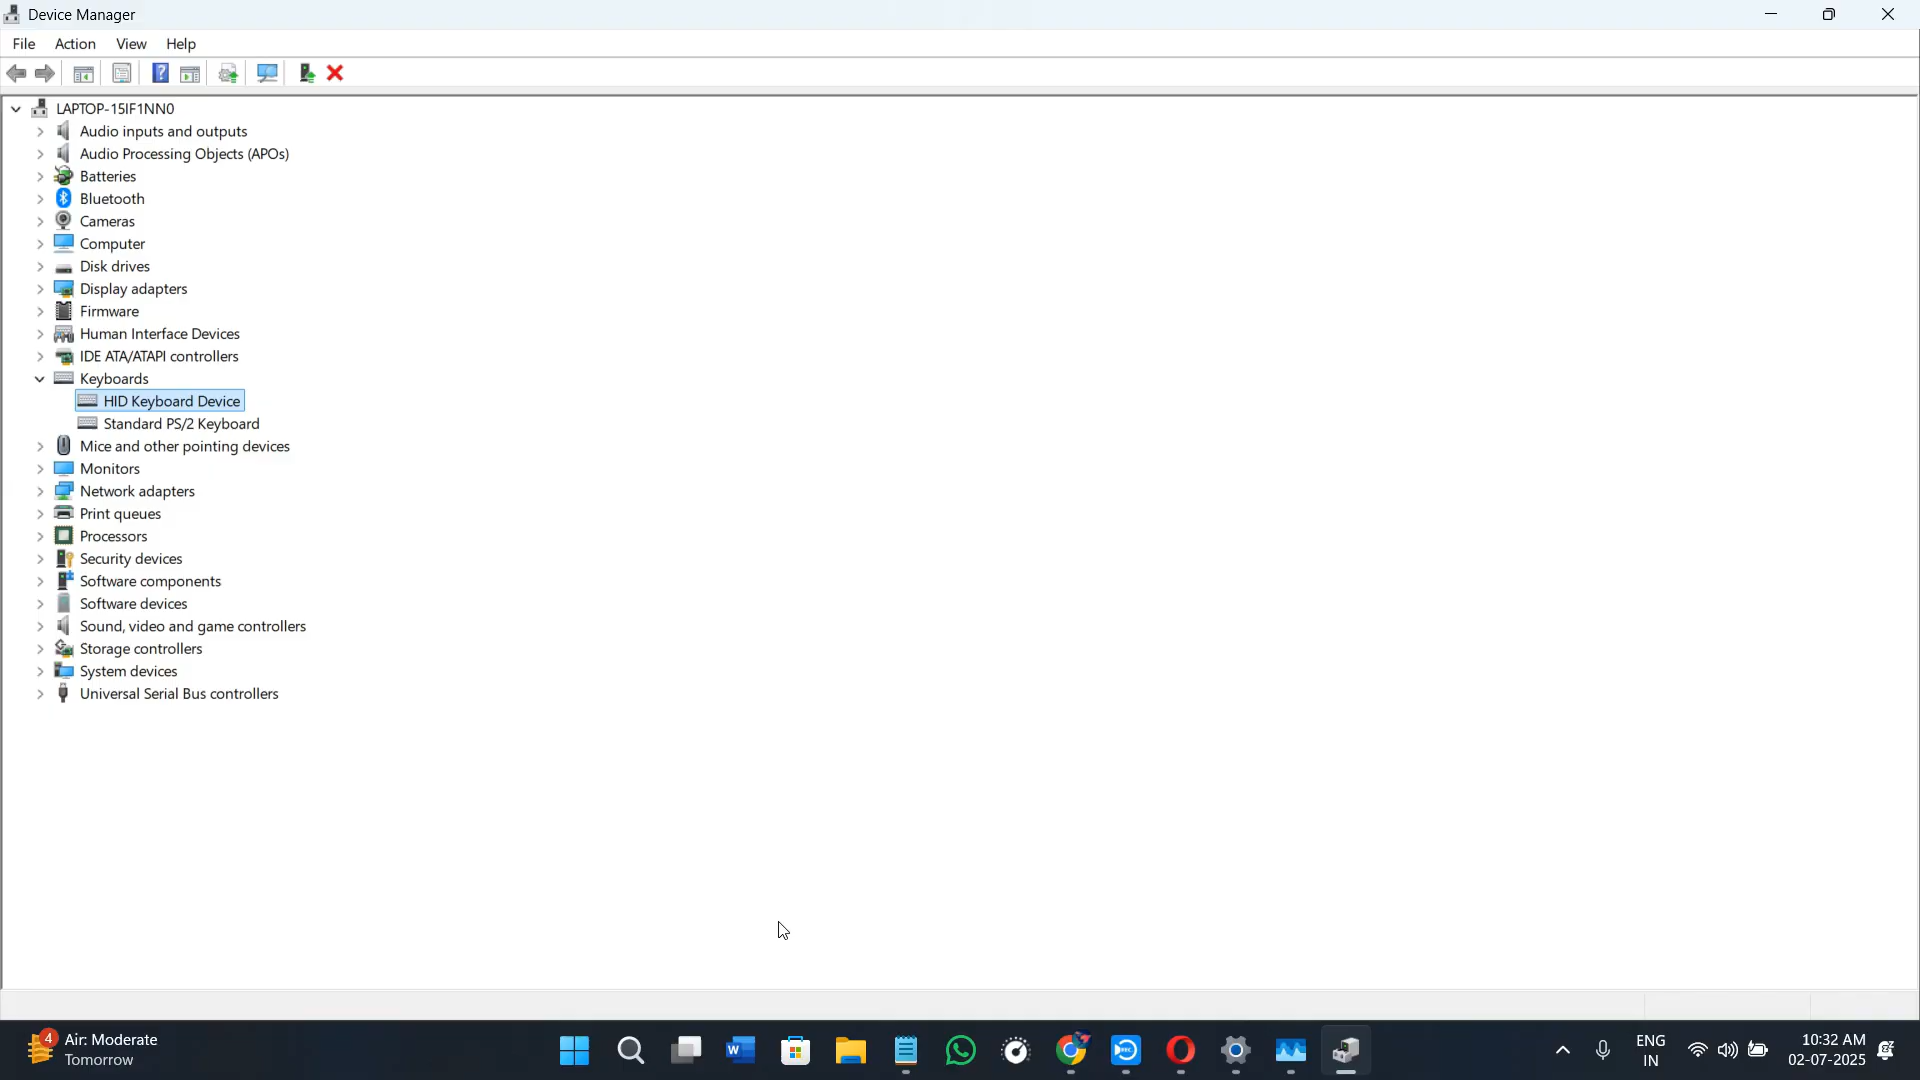 Device Manager
File Action View Help
LAPTOP-15IF1NN0
Audio inputs and outputs
Audio Processing Objects (APOs)
Batteries
Bluetooth
Cameras
Computer
Disk drives
Display adapters
Firmware
Human Interface Devices
IDE ATA/ATAPI controllers
Keyboards
HID Keyboard Device
Standard PS/2 Keyboard
Mice and other pointing devices
Monitors
Network adapters
Print queues
Processors
Security devices
Software components
Software devices
Sound, video and game controllers
Storage controllers
System devices
Universal Serial Bus controllers
4 Air: Moderate
Tomorrow
ENG
IN
10:32 AM
02-07-2025